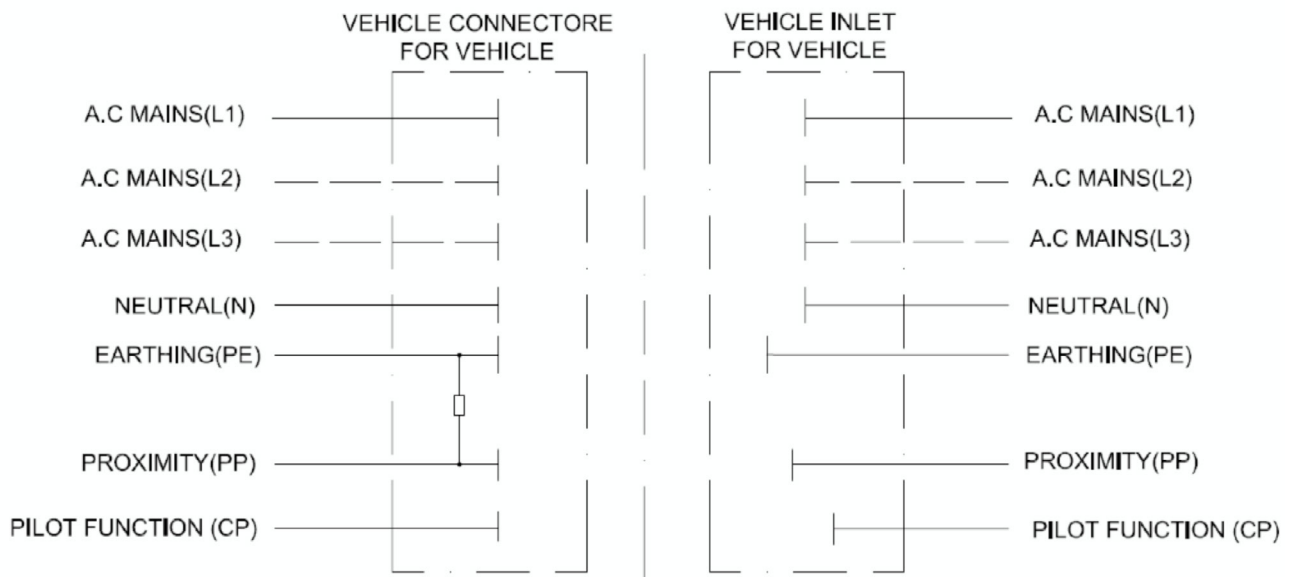 VEHICLE CONNECTORE
FOR VEHICLE
VEHICLE INLET
FOR VEHICLE
A.C MAINS(L1)
A.C MAINS(L1)
A.C MAINS(L2)
A.C MAINS(L2)
A.C MAINS(L3)
A.C MAINS(L3)
NEUTRAL(N)
NEUTRAL(N)
EARTHING(PE)
EARTHING(PE)
PROXIMITY(PP)
PROXIMITY(PP)
PILOT FUNCTION (CP)
PILOT FUNCTION (CP)